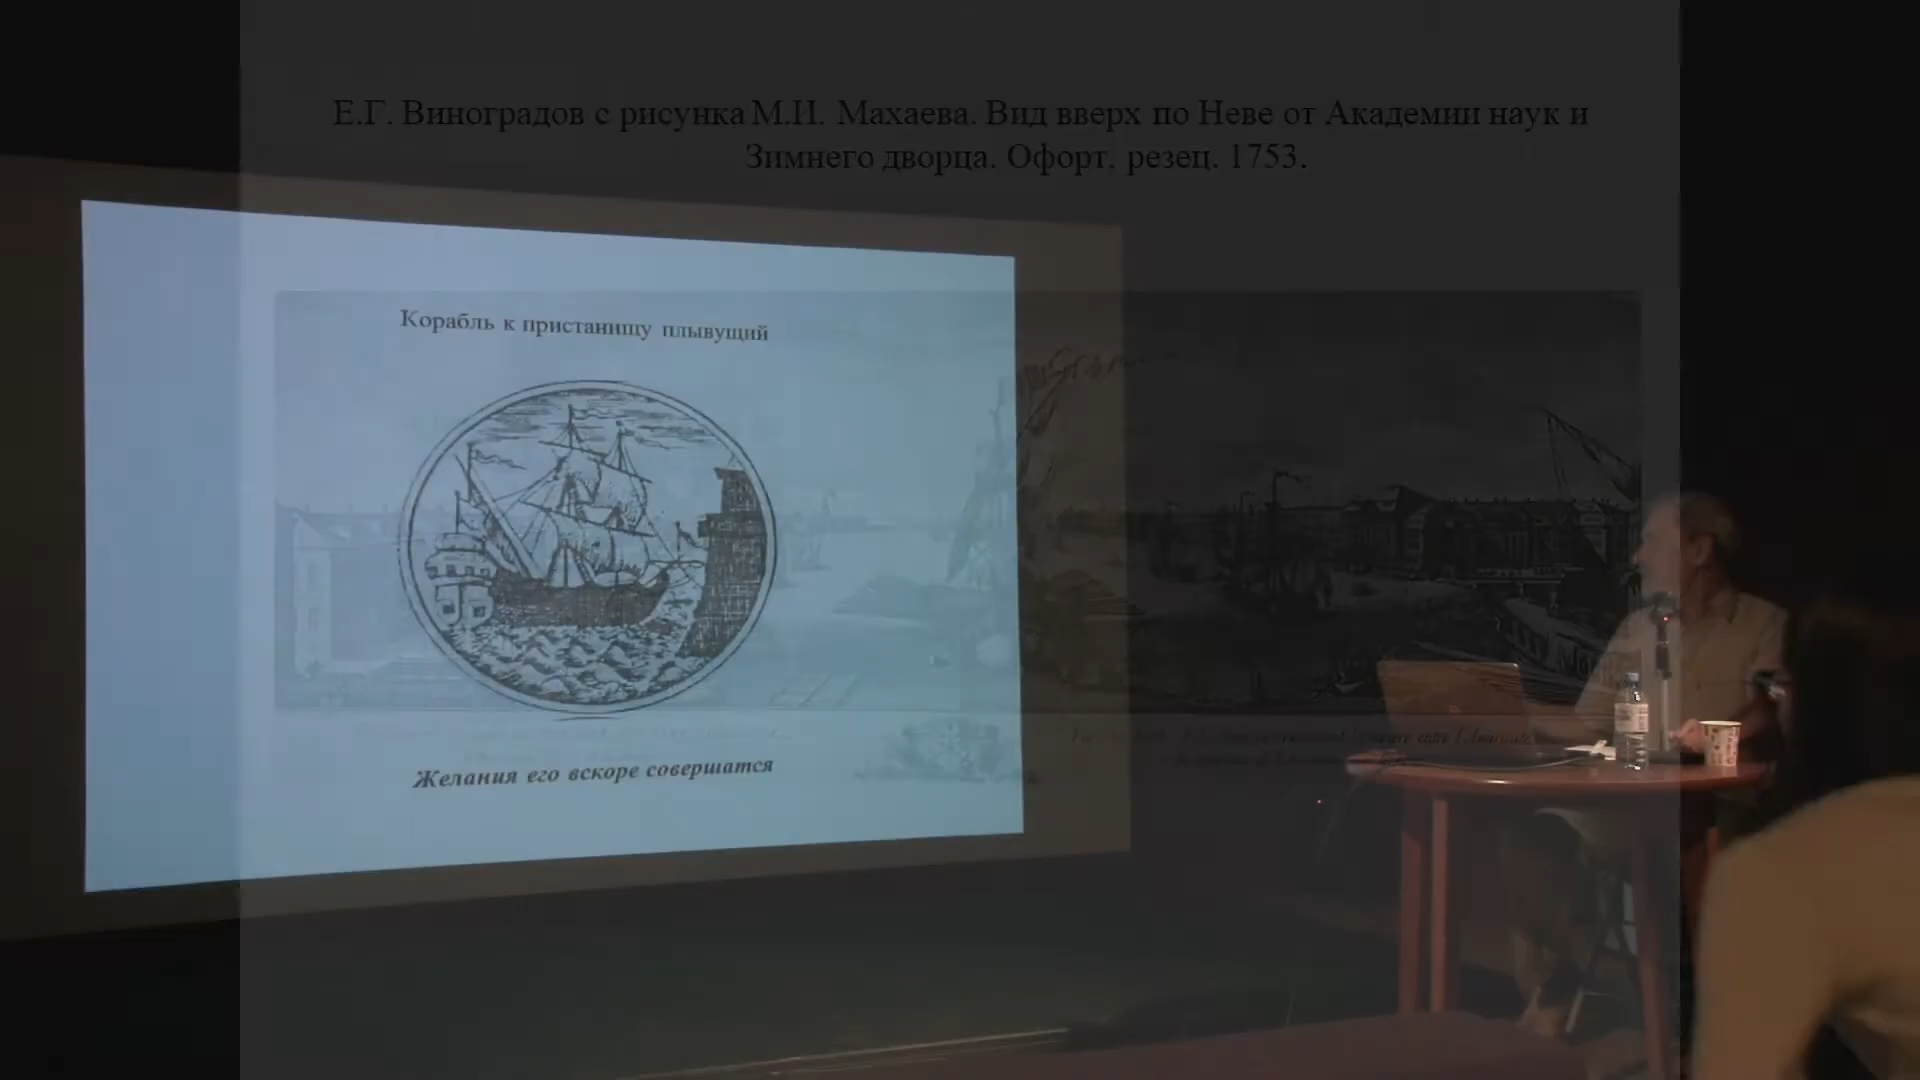 Е.Г. Виноградов с рисунка М.И. Махаева. Вид вверх по Неве от Академии наук и
Зимнего дворца. Офорт, резец. 1753.
Корабль к пристанищу плывущий
Желания его вскоре совершатся